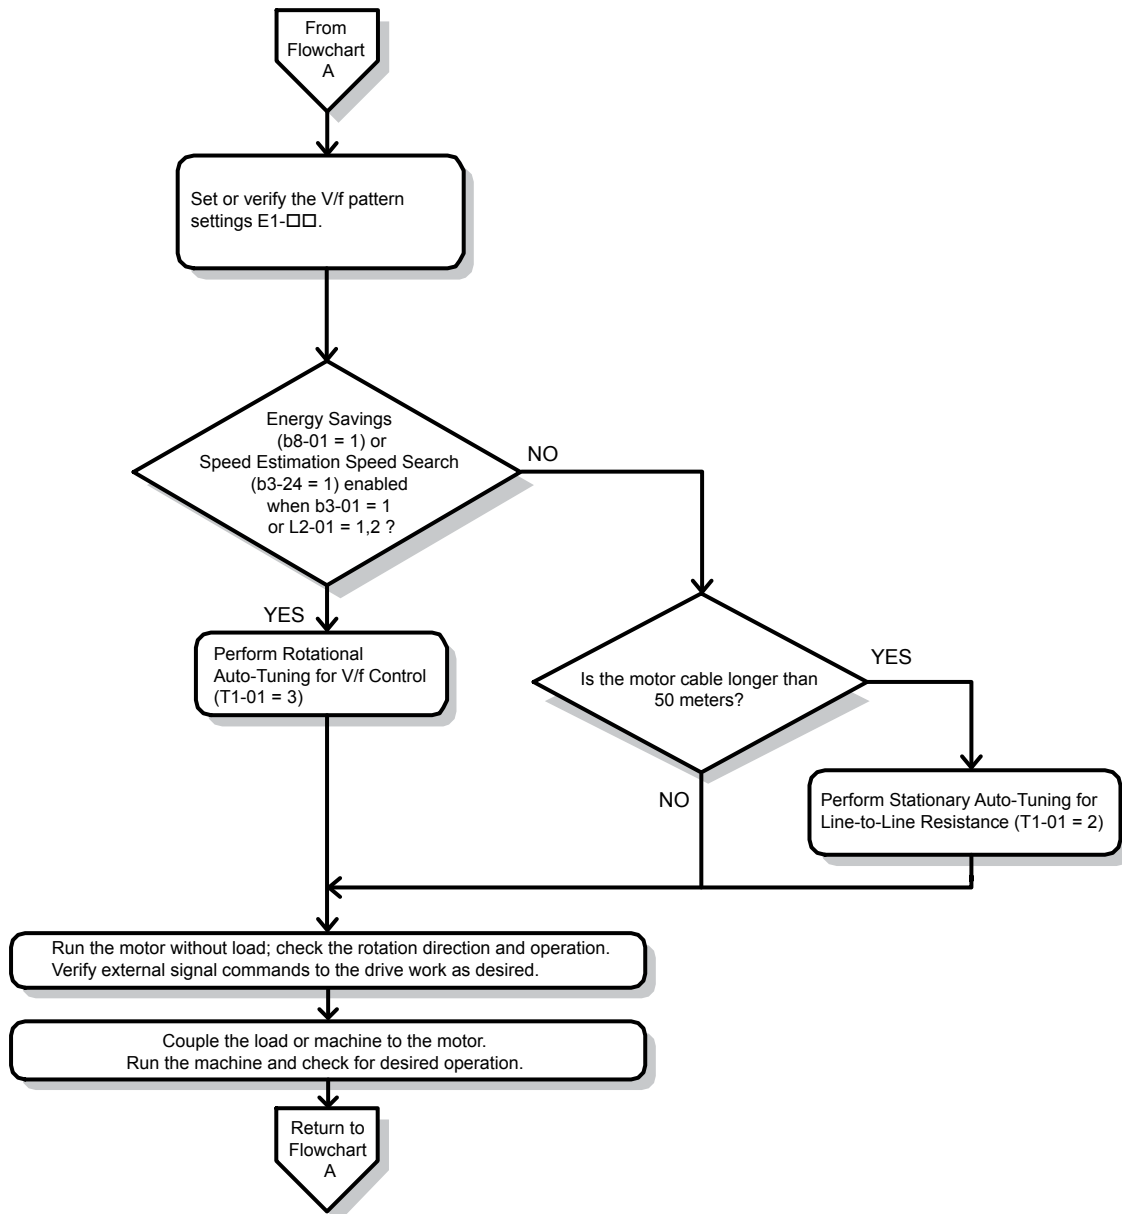 From
Flowchart
A
Set or verify the V/f pattern
settings E1-□□.
Energy Savings
(b8-01 = 1) or
Speed Estimation Speed Search
(b3-24 = 1) enabled
when b3-01 = 1
or L2-01 = 1,2 ?
NO
YES
Perform Rotational
Auto-Tuning for V/f Control
(T1-01 = 3)
Is the motor cable longer than
50 meters?
YES
NO
Perform Stationary Auto-Tuning for
Line-to-Line Resistance (T1-01 = 2)
Run the motor without load; check the rotation direction and operation.
Verify external signal commands to the drive work as desired.
Couple the load or machine to the motor.
Run the machine and check for desired operation.
Return to
Flowchart
A